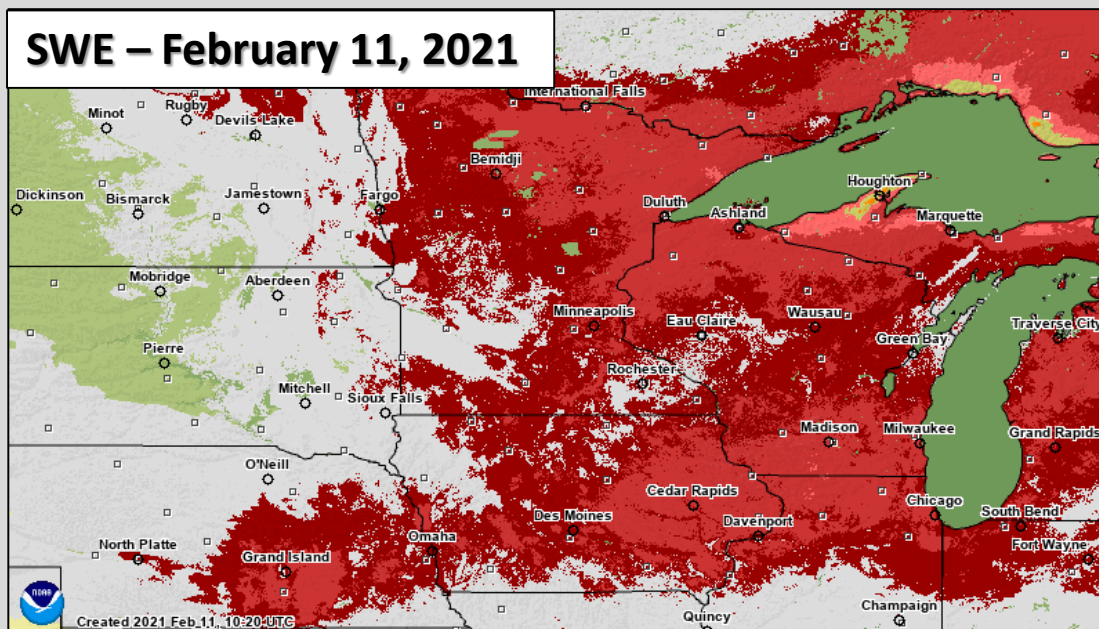 SWE – February 11, 2021
International Falls
Minot
Rugby
Devils Lake
Bemidji
Dickinson
Bismarck
Jamestown
Fargo
Duluth
Ashland
Houghton
Marquette
Mobridge
Aberdeen
Minneapolis
Eau Claire
Wausau
Green Bay
Traverse City
Pierre
Mitchell
Sioux Falls
Rochester
Madison
Milwaukee
Grand Rapids
O'Neill
Cedar Rapids
Des Moines
Davenport
Chicago
South Bend
North Platte
Grand Island
Omaha
Fort Wayne
NOAA
Created 2021 Feb 11, 10:20 UTC
Quincy
Champaign